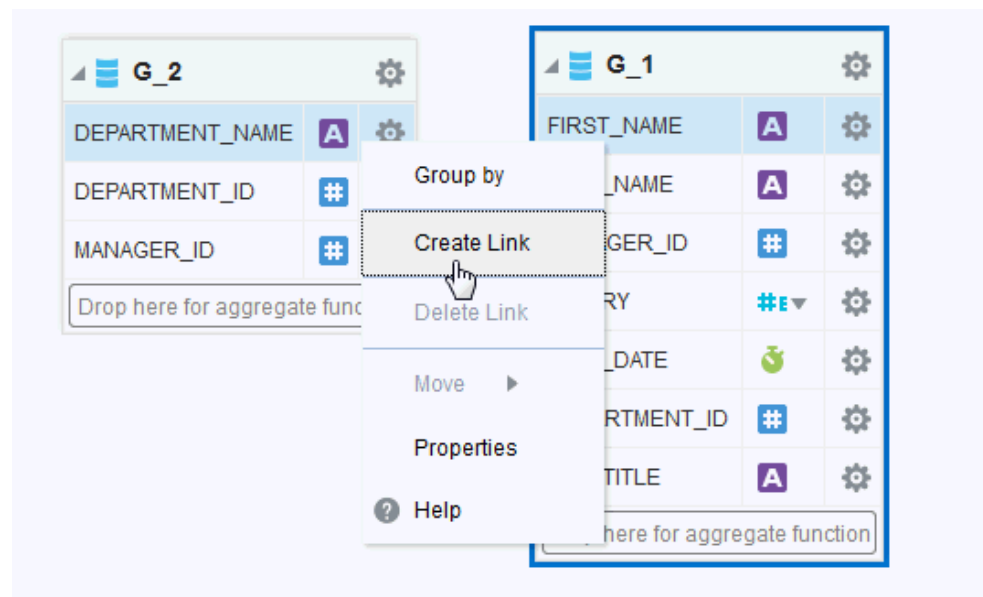 G_2
DEPARTMENT_NAME A
DEPARTMENT_ID #
MANAGER_ID #
Drop here for aggregate func
Group by
Create Link
Delete Link
Move
Properties
? Help
G_1
FIRST_NAME A
_NAME A
GER_ID #
RY #E
_DATE
RTMENT_ID #
TITLE A
here for aggregate function